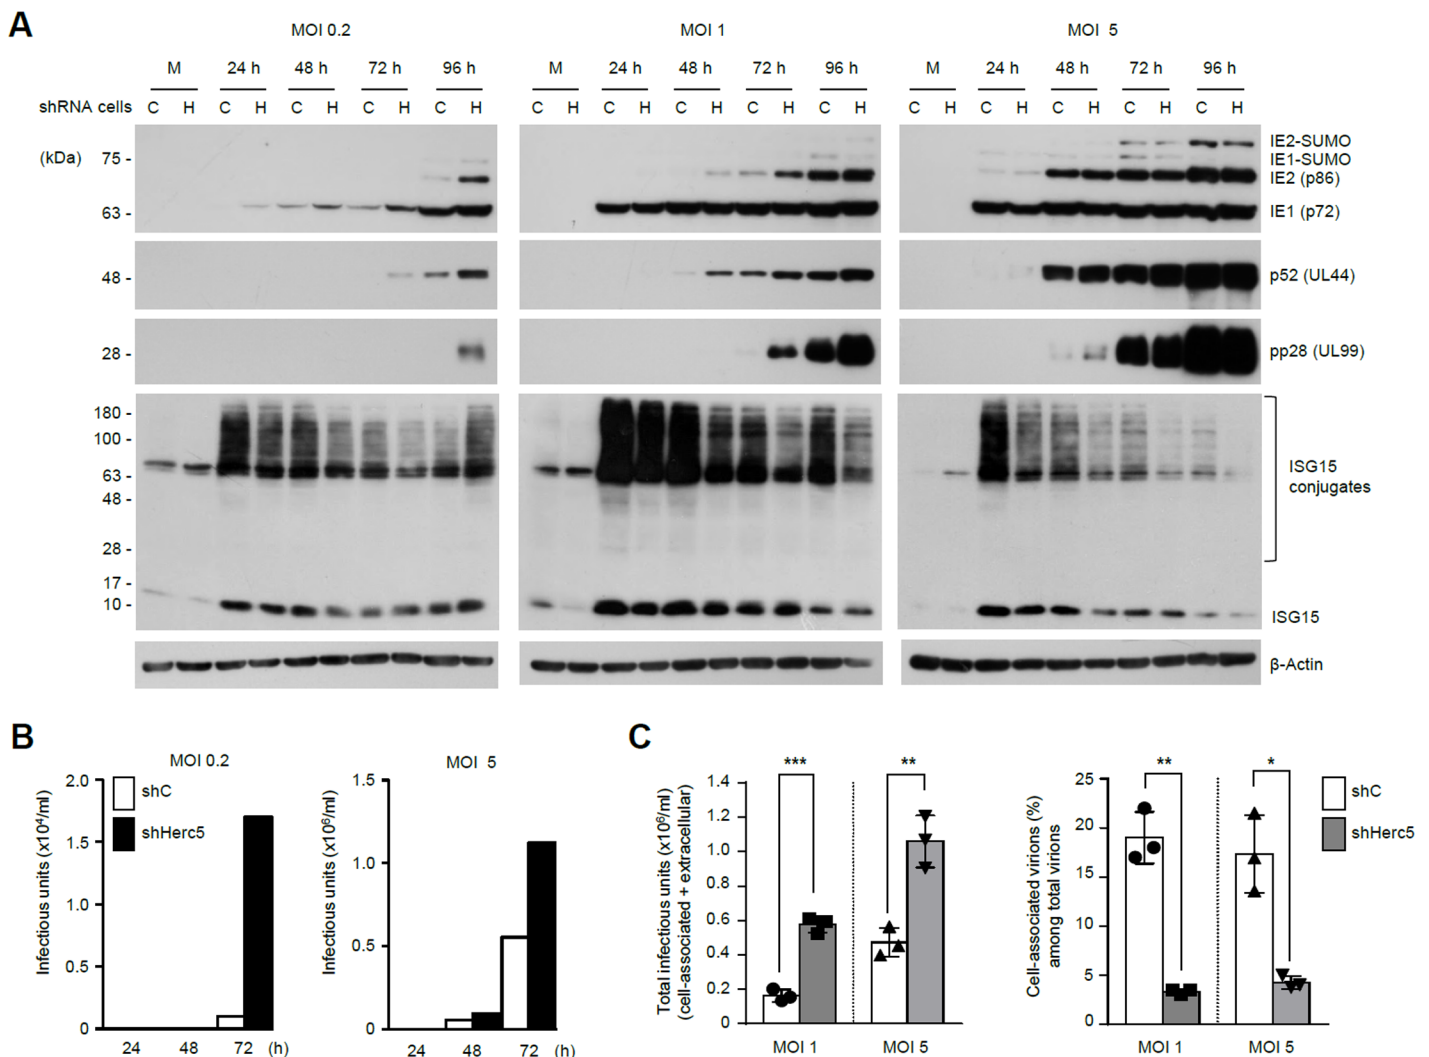 A
MOI 0.2 MOI 1 MOI 5
M 24 h 48 h 72 h 96 h M 24 h 48 h 72 h 96 h M 24 h 48 h 72 h 96 h
shRNA cells C H C H C H C H C H C H C H C H C H C H C H C H C H C H C H
(kDa) 75 -
63 -
IE2-SUMO
IE1-SUMO
IE2 (p86)
IE1 (p72)
48 - p52 (UL44)
28 - pp28 (UL99)
180 -
100 -
63 -
48 -
28 -
17 -
10 -
ISG15
conjugates
ISG15
β-Actin
B
MOI 0.2 MOI 5
shC
shHerc5
Infectious units (x10⁴/ml)
2.0
1.5
1.0
0.5
0
24 48 72 (h)
Infectious units (x10⁶/ml)
1.5
1.0
0.5
0
24 48 72 (h)
C
Total infectious units (x10⁶/ml)
(cell-associated + extracellular)
1.4
1.2
1.0
0.8
0.6
0.4
0.2
0
*** **
MOI 1 MOI 5
Cell-associated virions (%)
among total virions
25
20
15
10
5
0
** *
MOI 1 MOI 5
shC
shHerc5